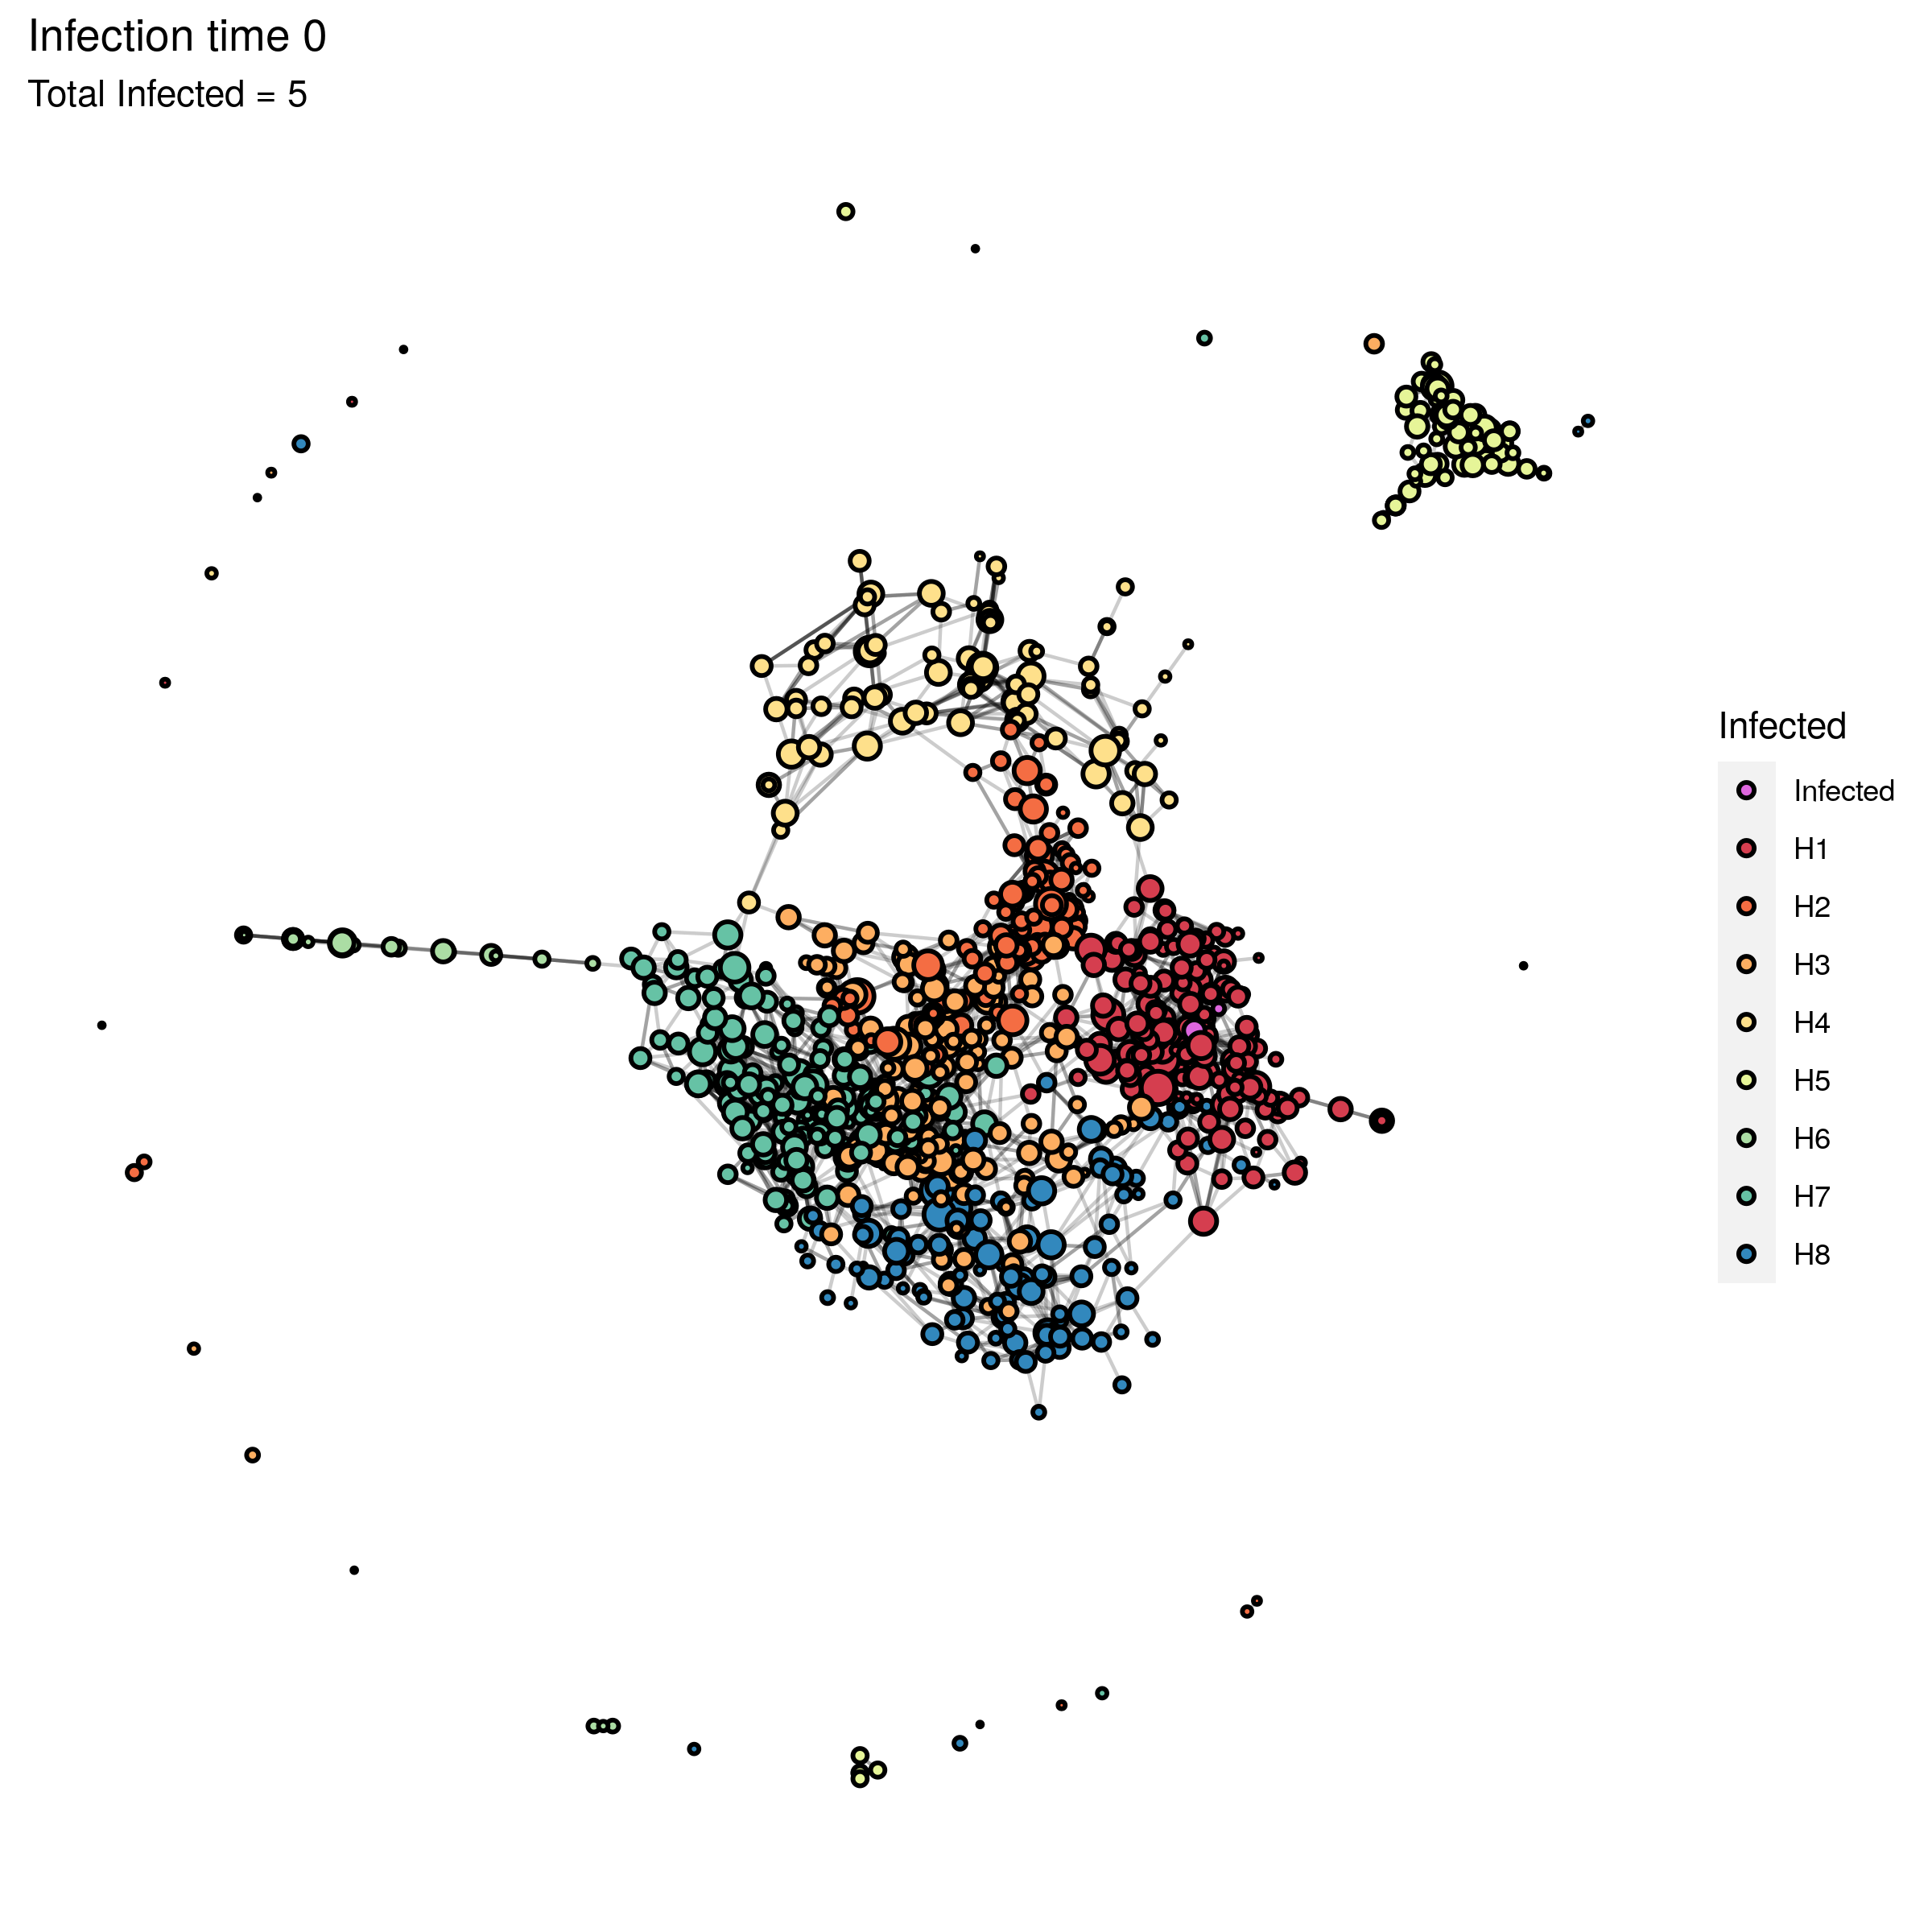 Infection time 0
Total Infected = 5
Infected
Infected
H1
H2
H3
H4
H5
H6
H7
H8